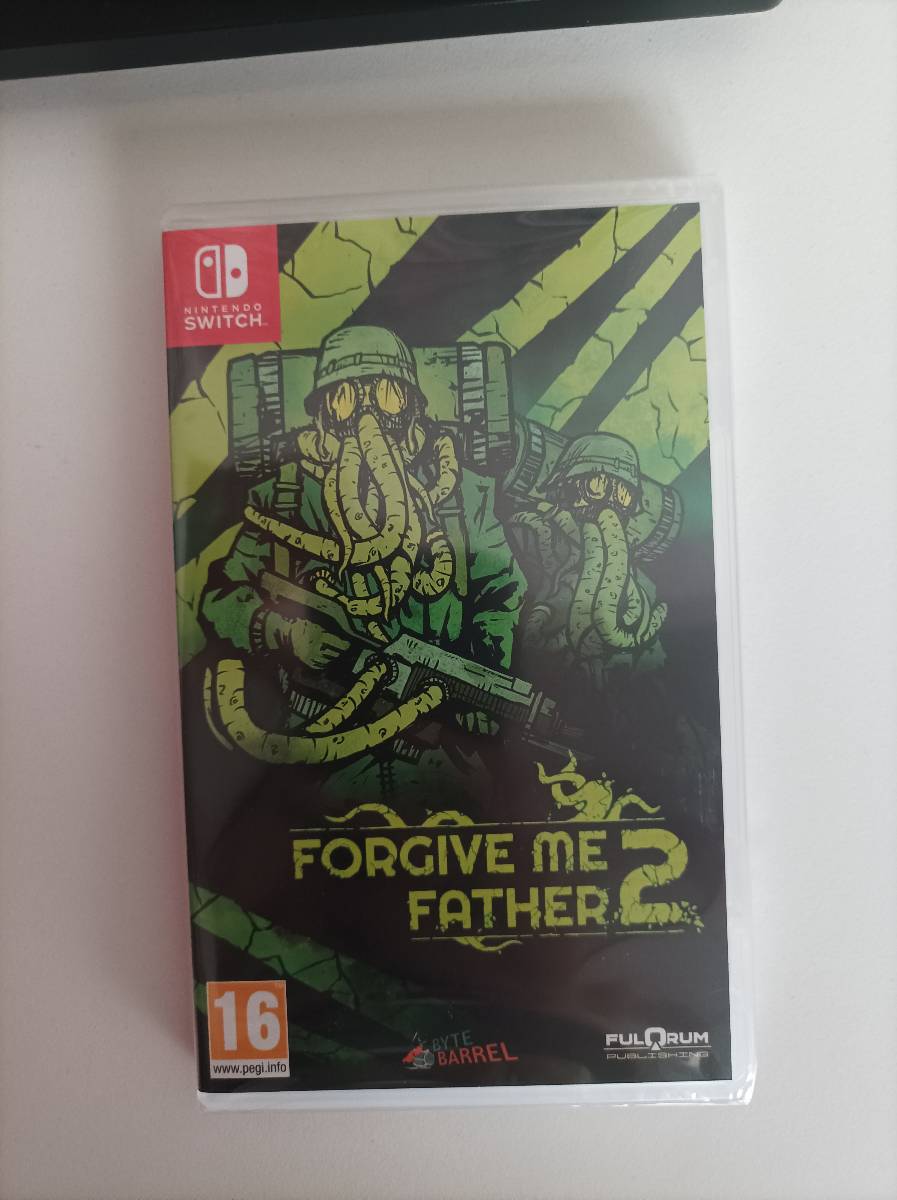 NINTENDO
SWITCH
FORGIVE ME 2
FATHER
16
www.pegi.info
BYTE
BARREL
FULQRUM
PUBLISHING